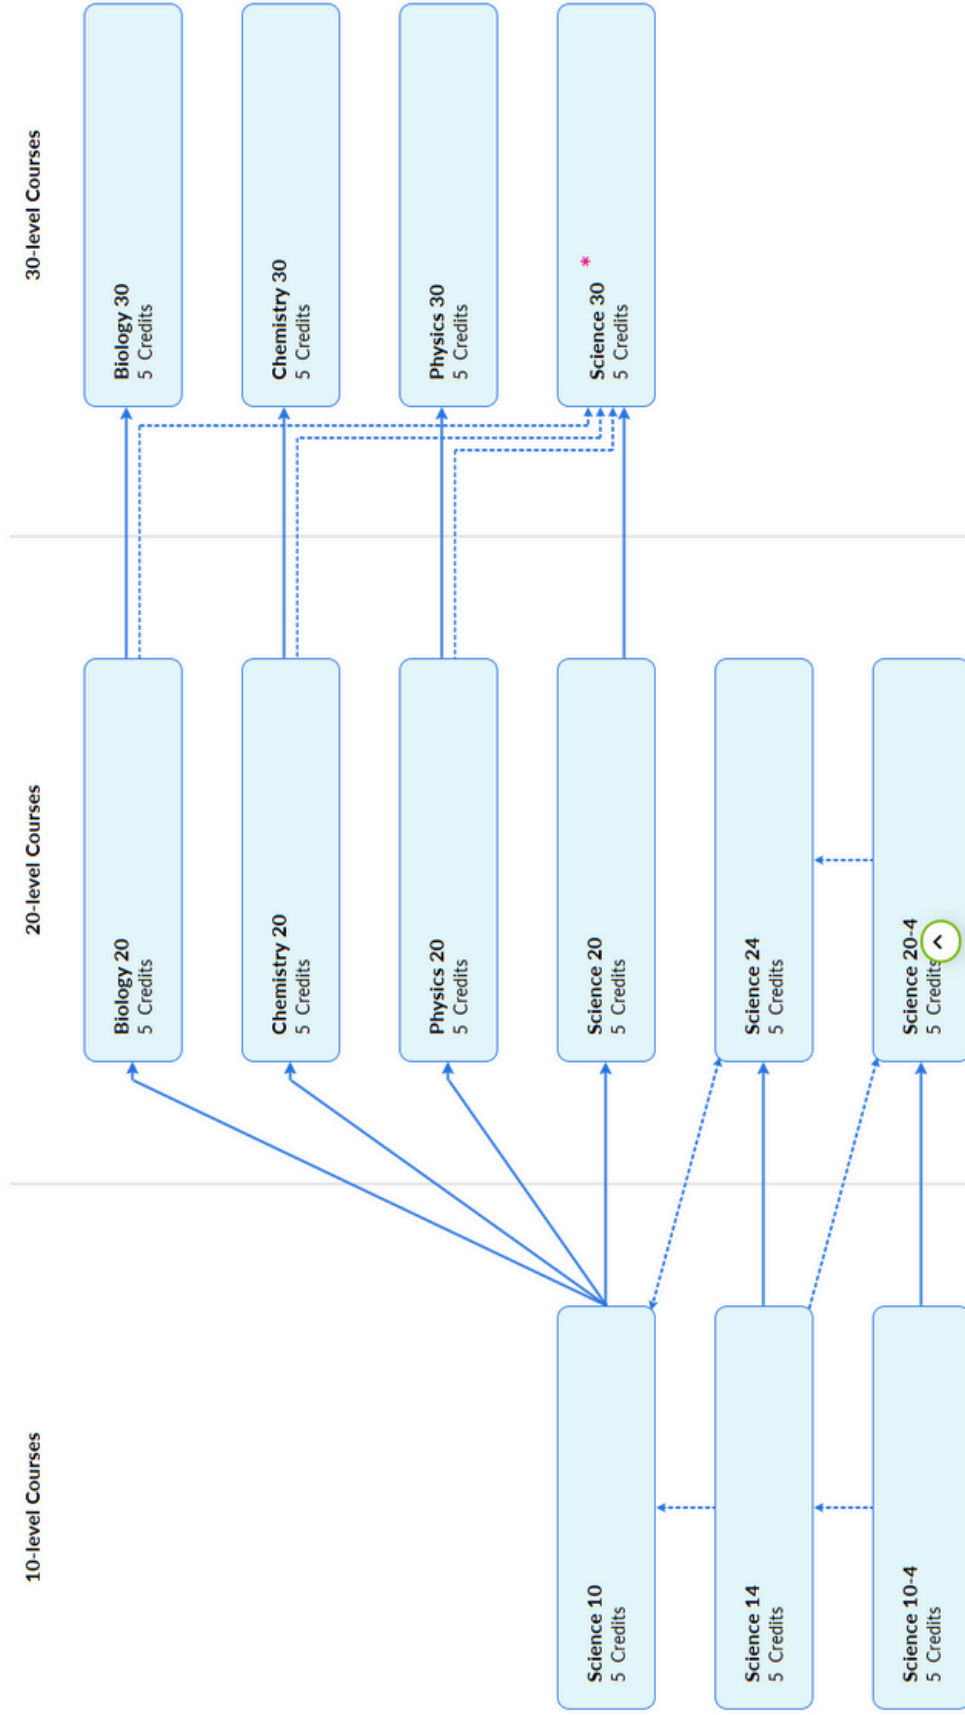 10-level Courses
20-level Courses
30-level Courses
Biology 20
5 Credits
Biology 30
5 Credits
Chemistry 20
5 Credits
Chemistry 30
5 Credits
Physics 20
5 Credits
Physics 30
5 Credits
Science 10
5 Credits
Science 20
5 Credits
Science 30 *
5 Credits
Science 14
5 Credits
Science 24
5 Credits
Science 10-4
5 Credits
Science 20-4
5 Credits